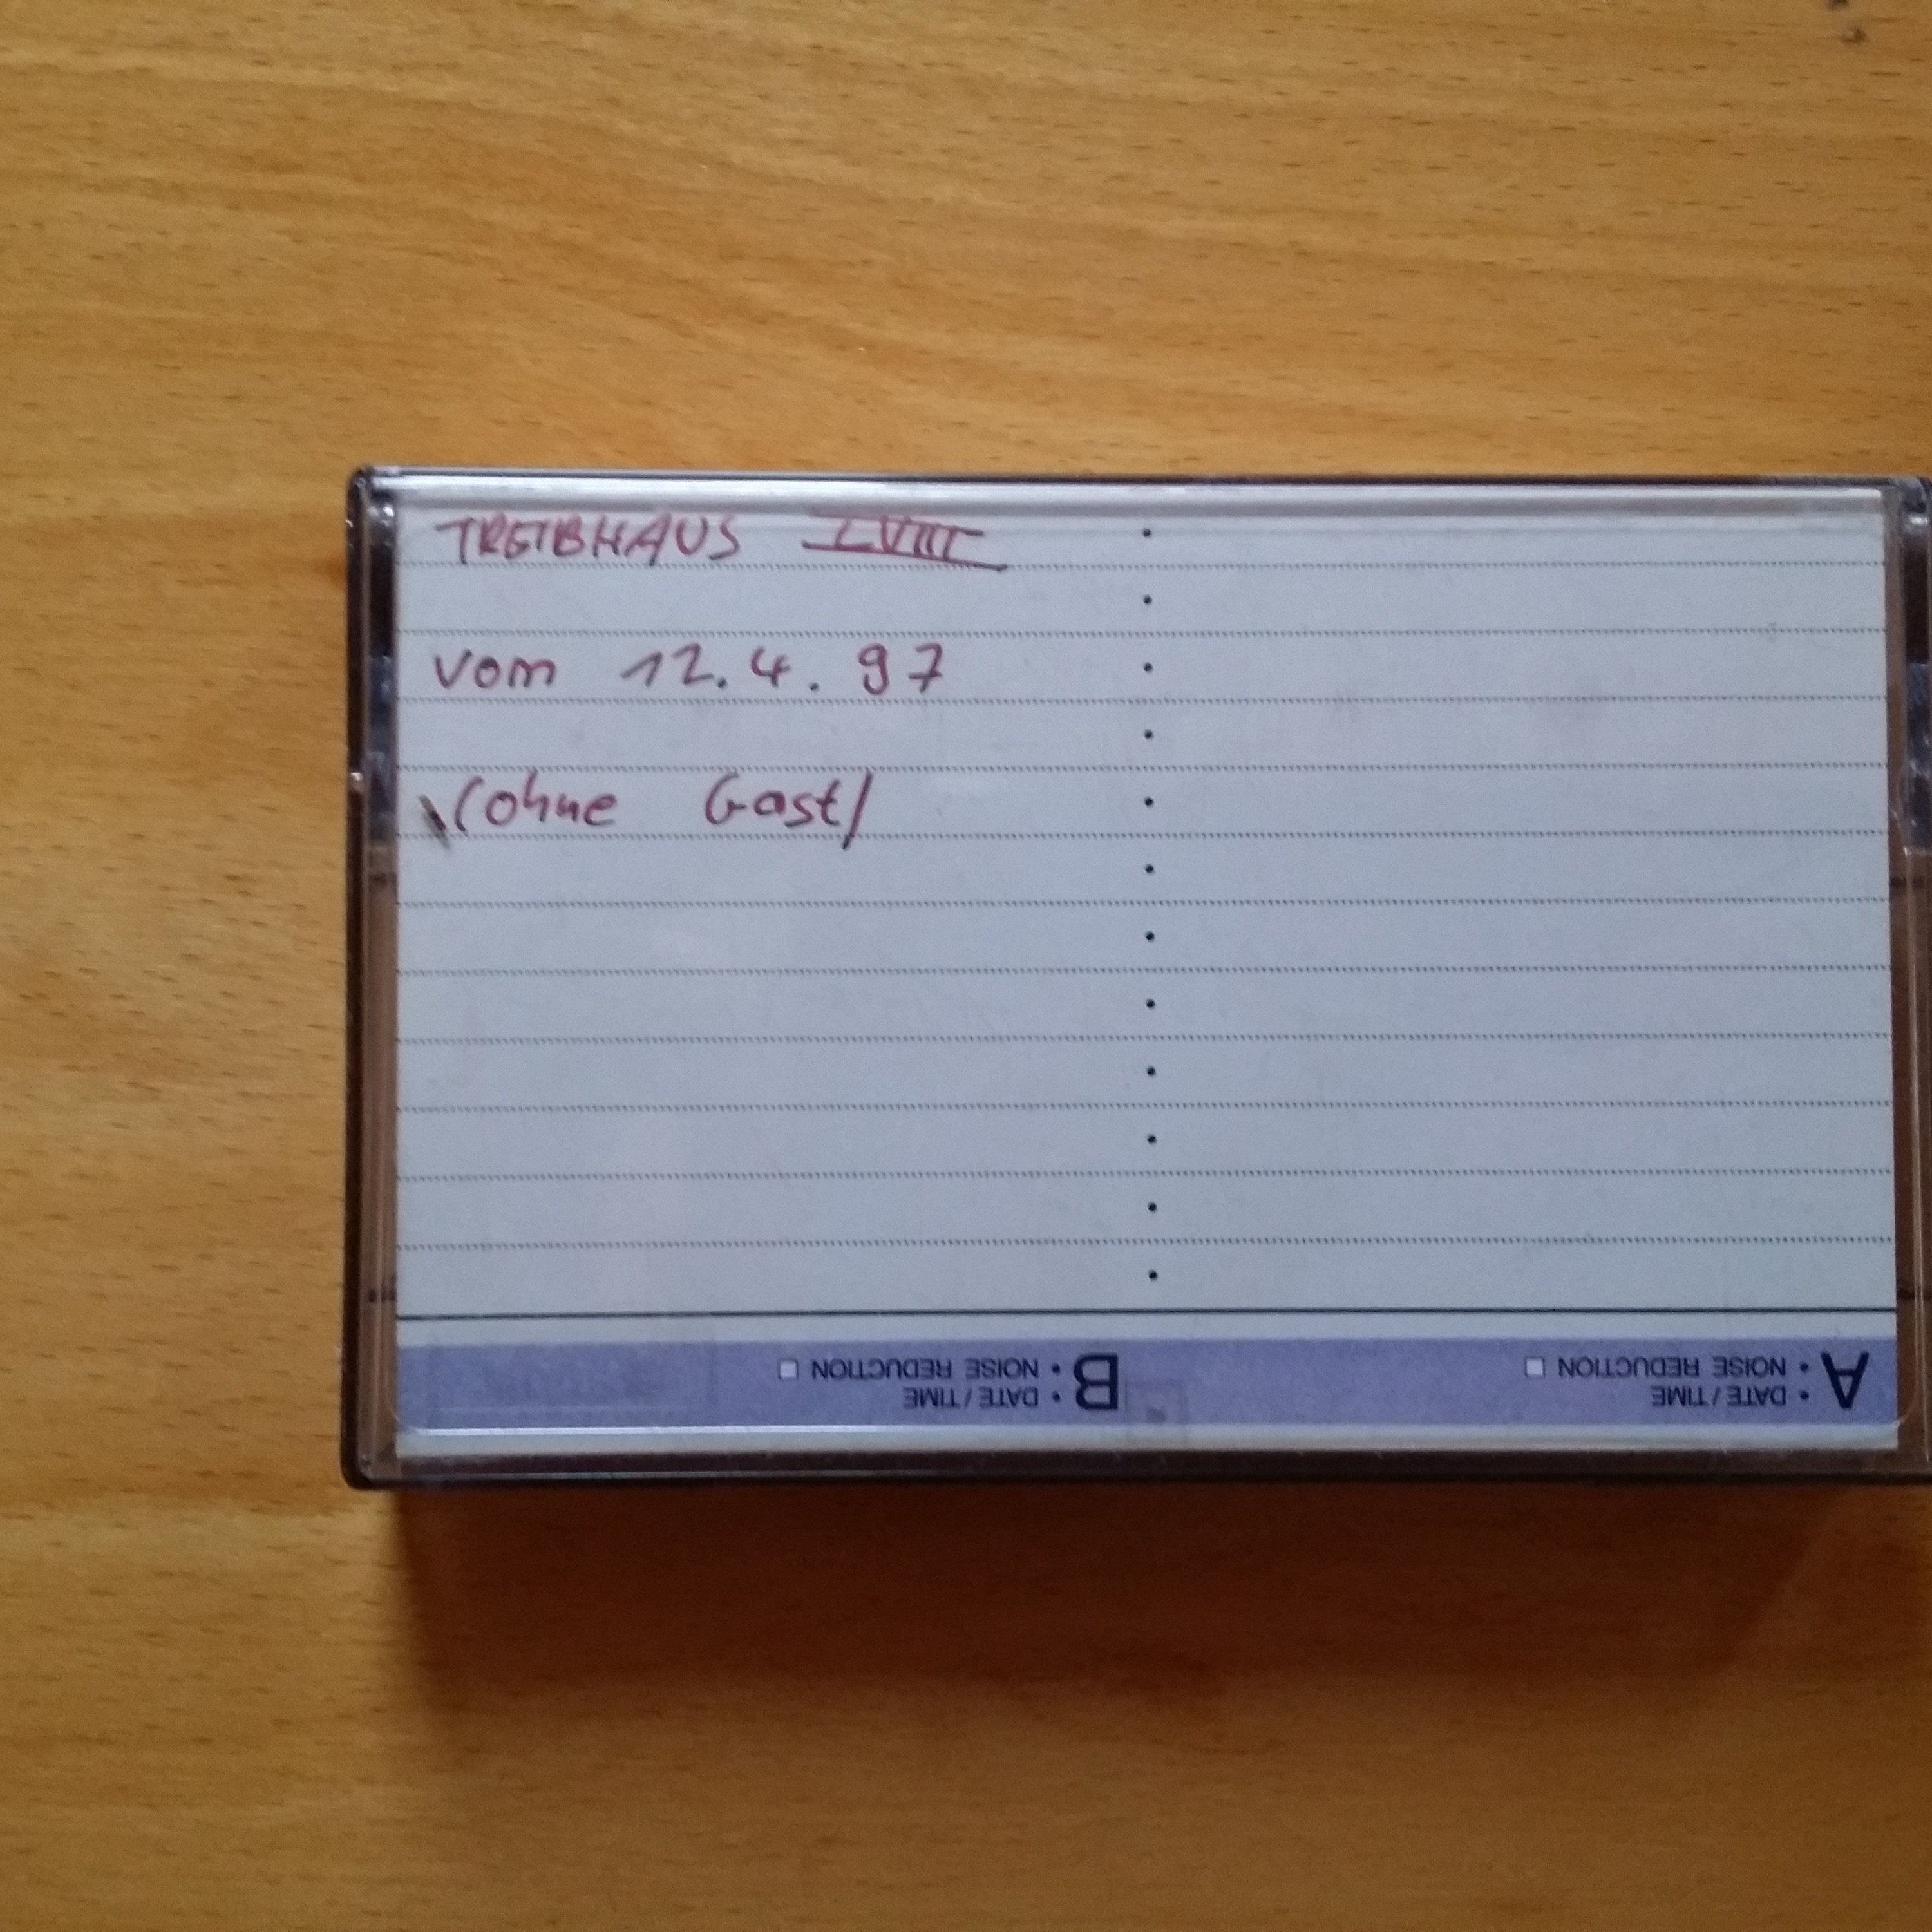 TREIBHAUS LVIII
vom 12.4.97
(ohne Gast)
A • DATE / TIME
• NOISE REDUCTION
B • DATE / TIME
• NOISE REDUCTION